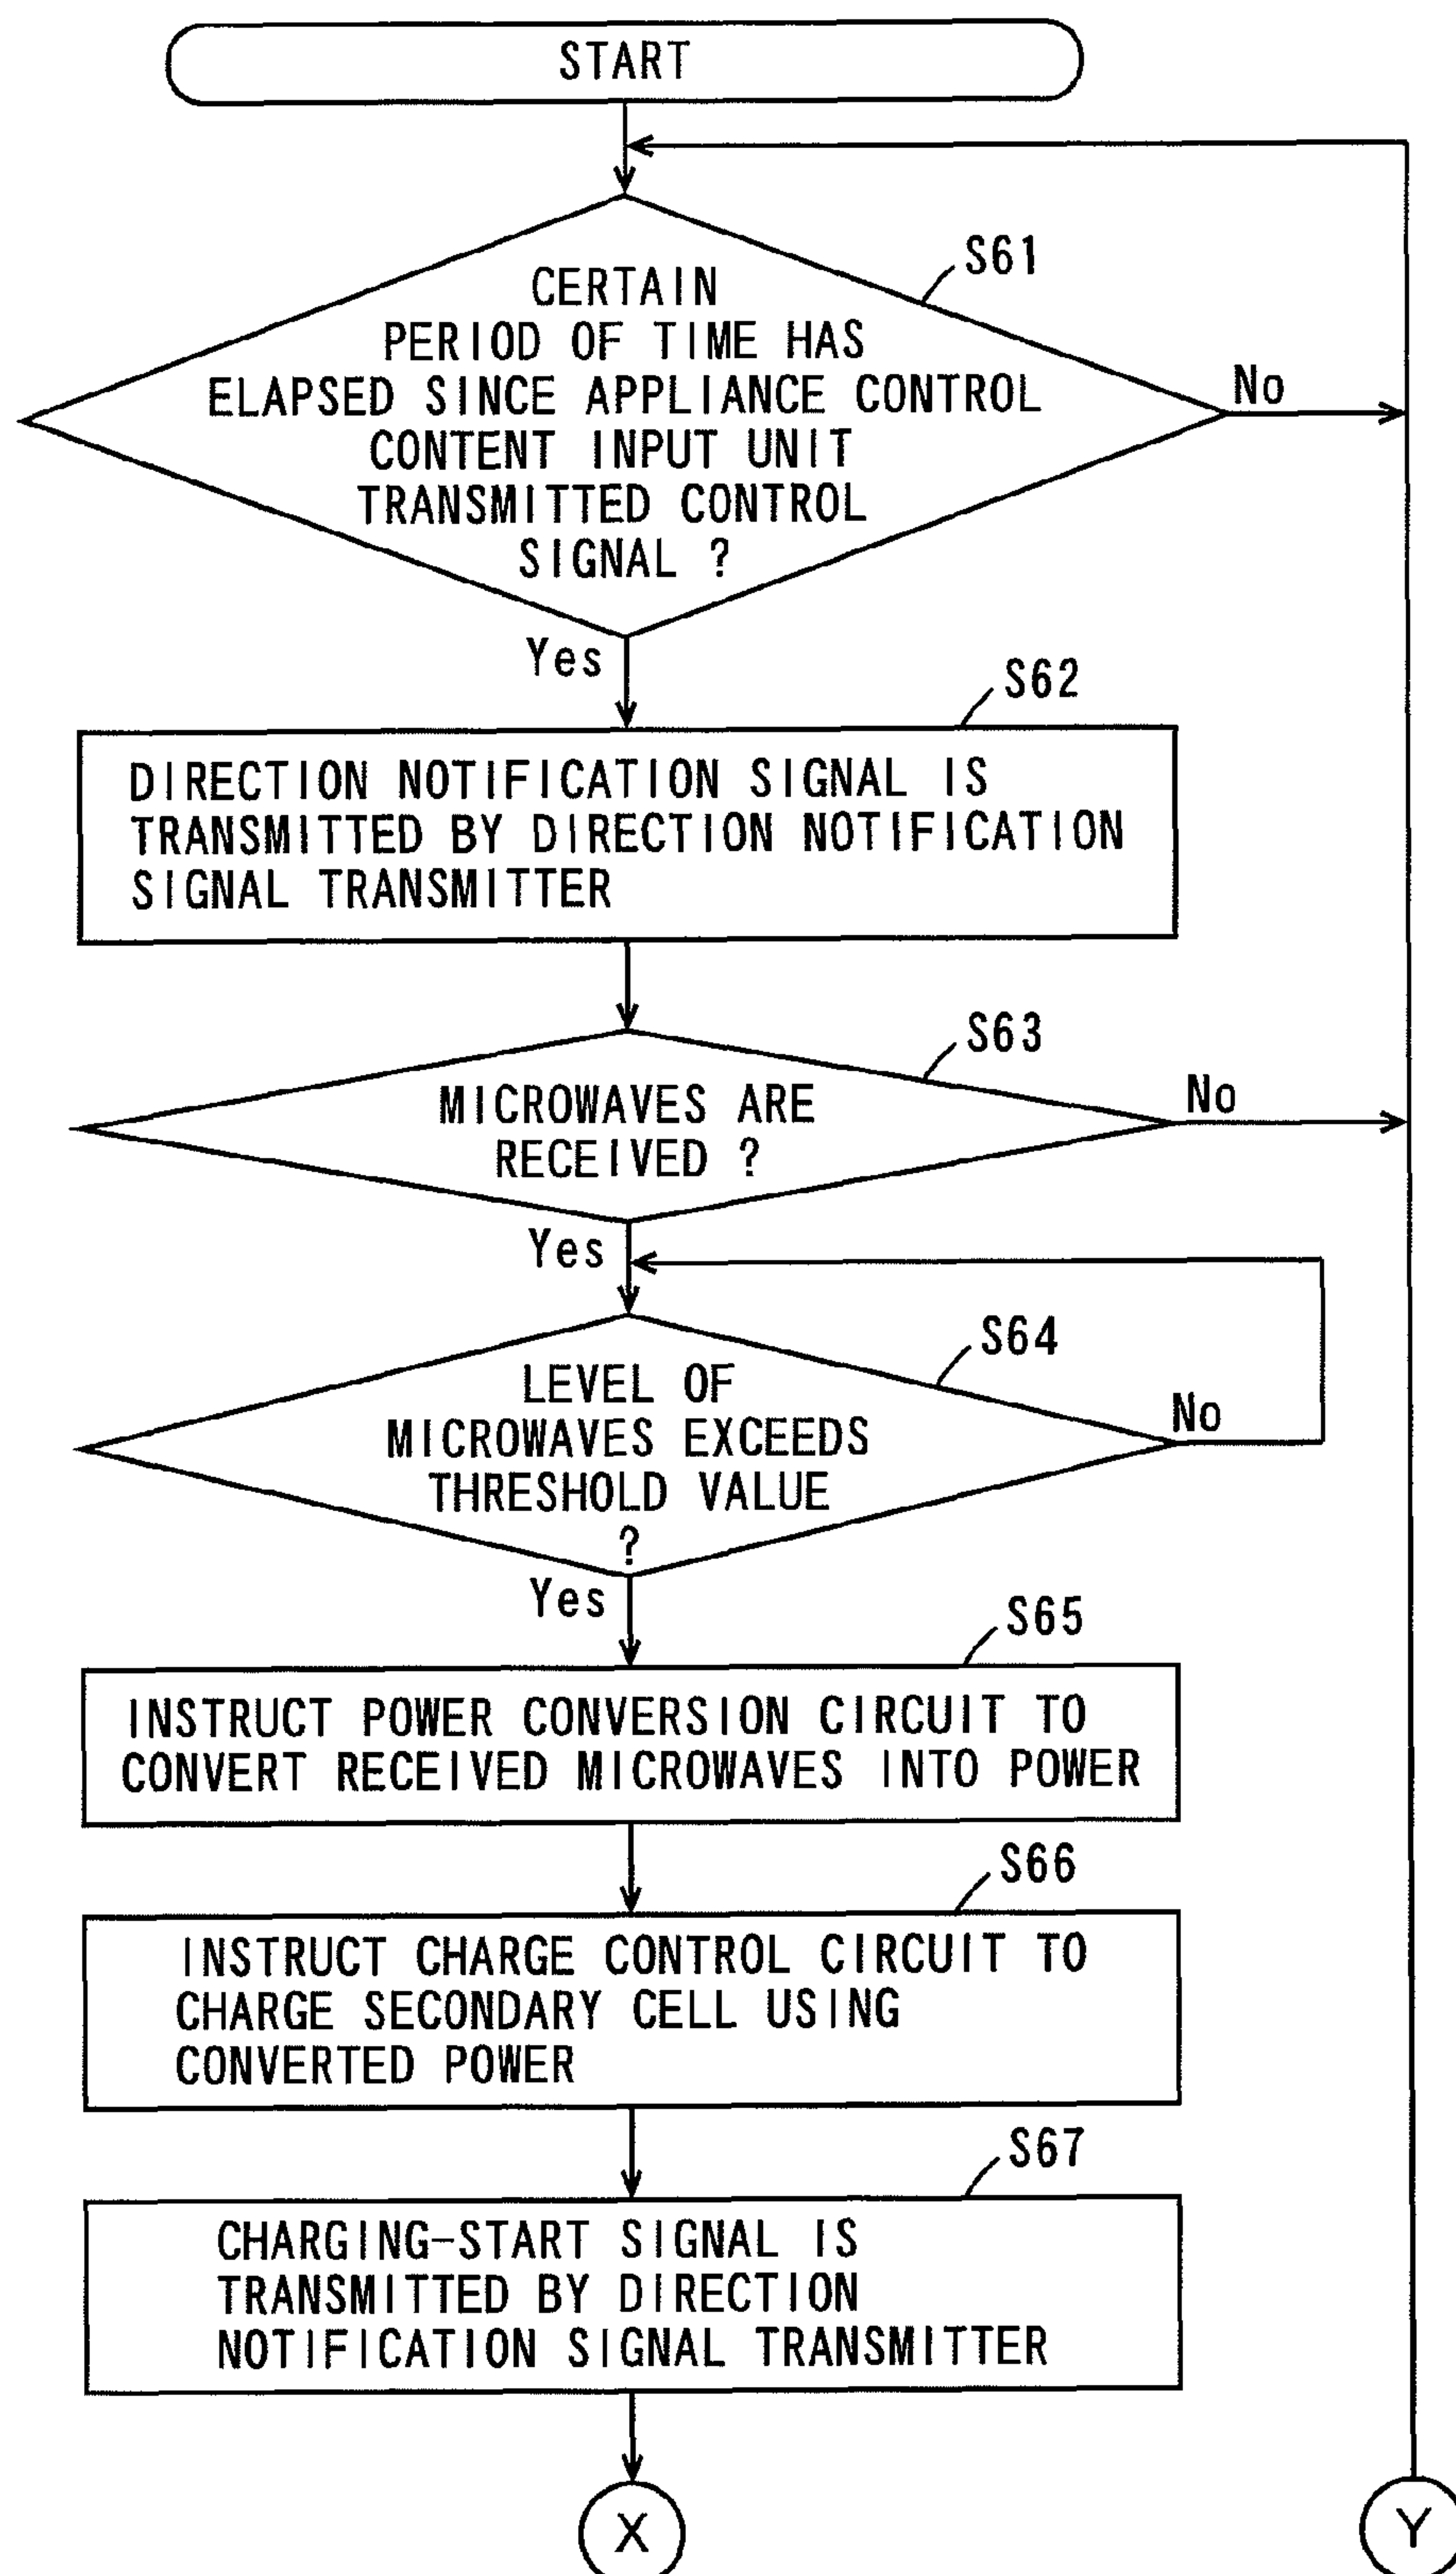 START
S61
CERTAIN
PERIOD OF TIME HAS
ELAPSED SINCE APPLIANCE CONTROL
CONTENT INPUT UNIT
TRANSMITTED CONTROL
SIGNAL ?
No
Yes
S62
DIRECTION NOTIFICATION SIGNAL IS
TRANSMITTED BY DIRECTION NOTIFICATION
SIGNAL TRANSMITTER
S63
MICROWAVES ARE
RECEIVED ?
No
Yes
S64
LEVEL OF
MICROWAVES EXCEEDS
THRESHOLD VALUE
?
No
Yes
S65
INSTRUCT POWER CONVERSION CIRCUIT TO
CONVERT RECEIVED MICROWAVES INTO POWER
S66
INSTRUCT CHARGE CONTROL CIRCUIT TO
CHARGE SECONDARY CELL USING
CONVERTED POWER
S67
CHARGING-START SIGNAL IS
TRANSMITTED BY DIRECTION
NOTIFICATION SIGNAL TRANSMITTER
X
Y